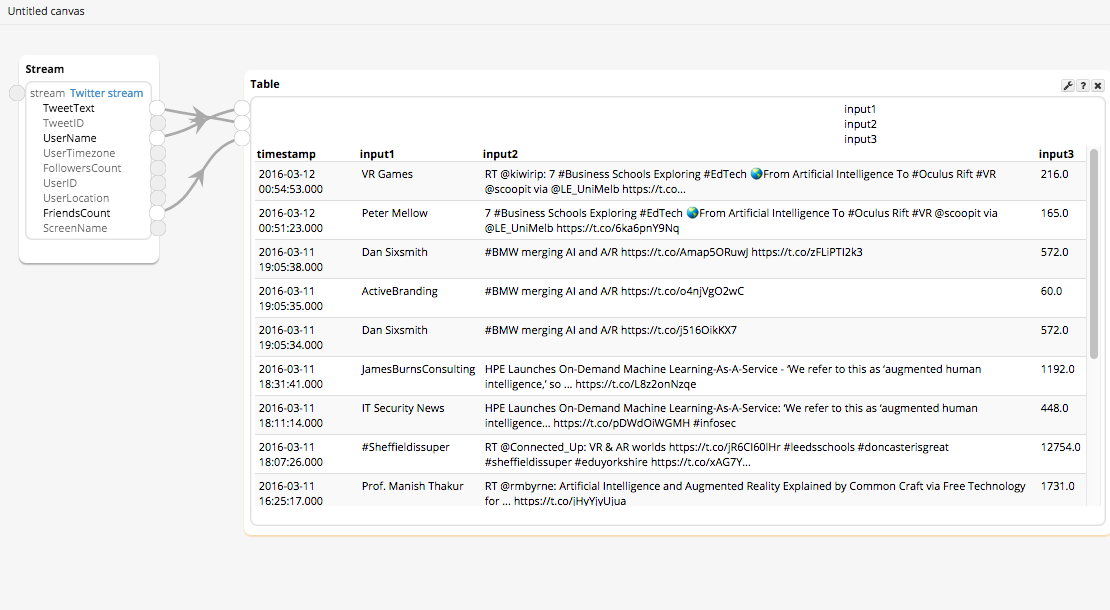 Untitled canvas
Stream
stream Twitter stream
TweetText
TweetID
UserName
UserTimezone
FollowersCount
UserID
UserLocation
FriendsCount
ScreenName
Table
input1
input2
input3
timestamp input1 input2 input3
2016-03-12 VR Games RT @kiwirip: 7 #Business Schools Exploring #EdTech 🌏From Artificial Intelligence To #Oculus Rift #VR 216.0
00:54:53.000 @scoopit via @LE_UniMelb https://t.co...
2016-03-12 Peter Mellow 7 #Business Schools Exploring #EdTech 🌏From Artificial Intelligence To #Oculus Rift #VR @scoopit via 165.0
00:51:23.000 @LE_UniMelb https://t.co/6ka6pnY9Nq
2016-03-11 Dan Sixsmith #BMW merging AI and A/R https://t.co/Amap5ORuwJ https://t.co/zFLiPTI2k3 572.0
19:05:38.000
2016-03-11 ActiveBranding #BMW merging AI and A/R https://t.co/o4njVgO2wC 60.0
19:05:35.000
2016-03-11 Dan Sixsmith #BMW merging AI and A/R https://t.co/j516OikKX7 572.0
19:05:34.000
2016-03-11 JamesBurnsConsulting HPE Launches On-Demand Machine Learning-As-A-Service - ‘We refer to this as ‘augmented human 1192.0
18:31:41.000 intelligence,’ so ... https://t.co/L8z2onNzqe
2016-03-11 IT Security News HPE Launches On-Demand Machine Learning-As-A-Service: ‘We refer to this as ‘augmented human 448.0
18:11:14.000 intelligence... https://t.co/pDWdOiWGMH #infosec
2016-03-11 #Sheffieldissuper RT @Connected_Up: VR & AR worlds https://t.co/jR6CI60lHr #leedsschools #doncasterisgreat 12754.0
18:07:26.000 #sheffieldissuper #eduyorkshire https://t.co/xAG7Y...
2016-03-11 Prof. Manish Thakur RT @rmbyrne: Artificial Intelligence and Augmented Reality Explained by Common Craft via Free Technology 1731.0
16:25:17.000 for ... https://t.co/jHyYjyUjua